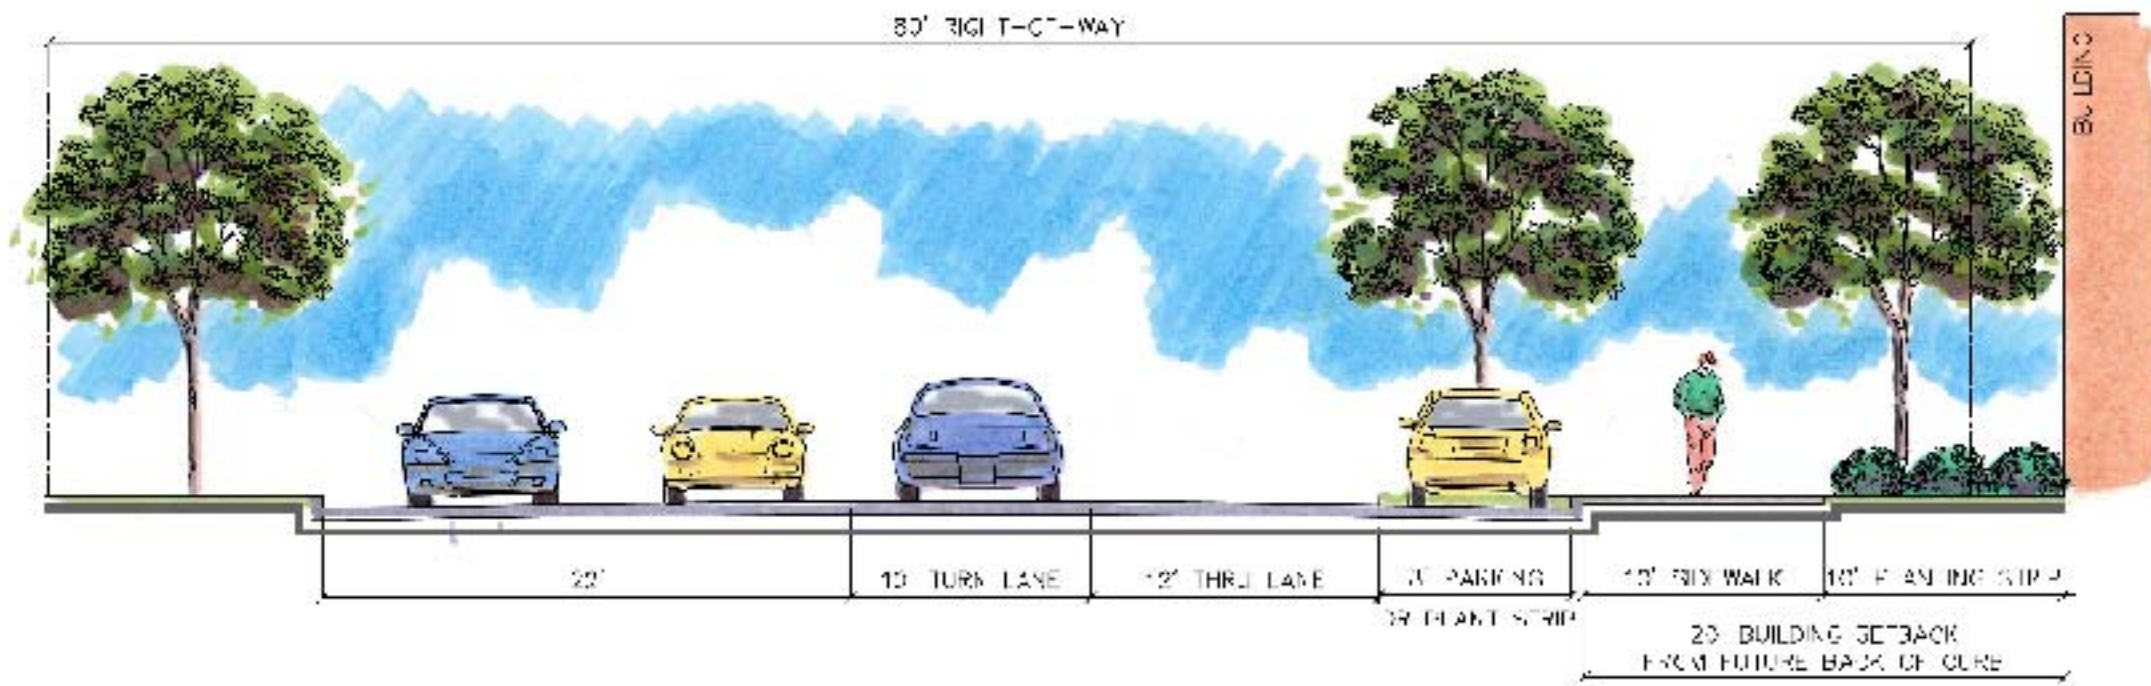 80' RIGHT-OF-WAY
BUILDING
22'
10' TURN LANE
12' THRU LANE
8' PARKING
OR PLANT STRIP
10' SIDEWALK
10' PLANTING STRIP
20' BUILDING SETBACK
FROM FUTURE BACK OF CURB